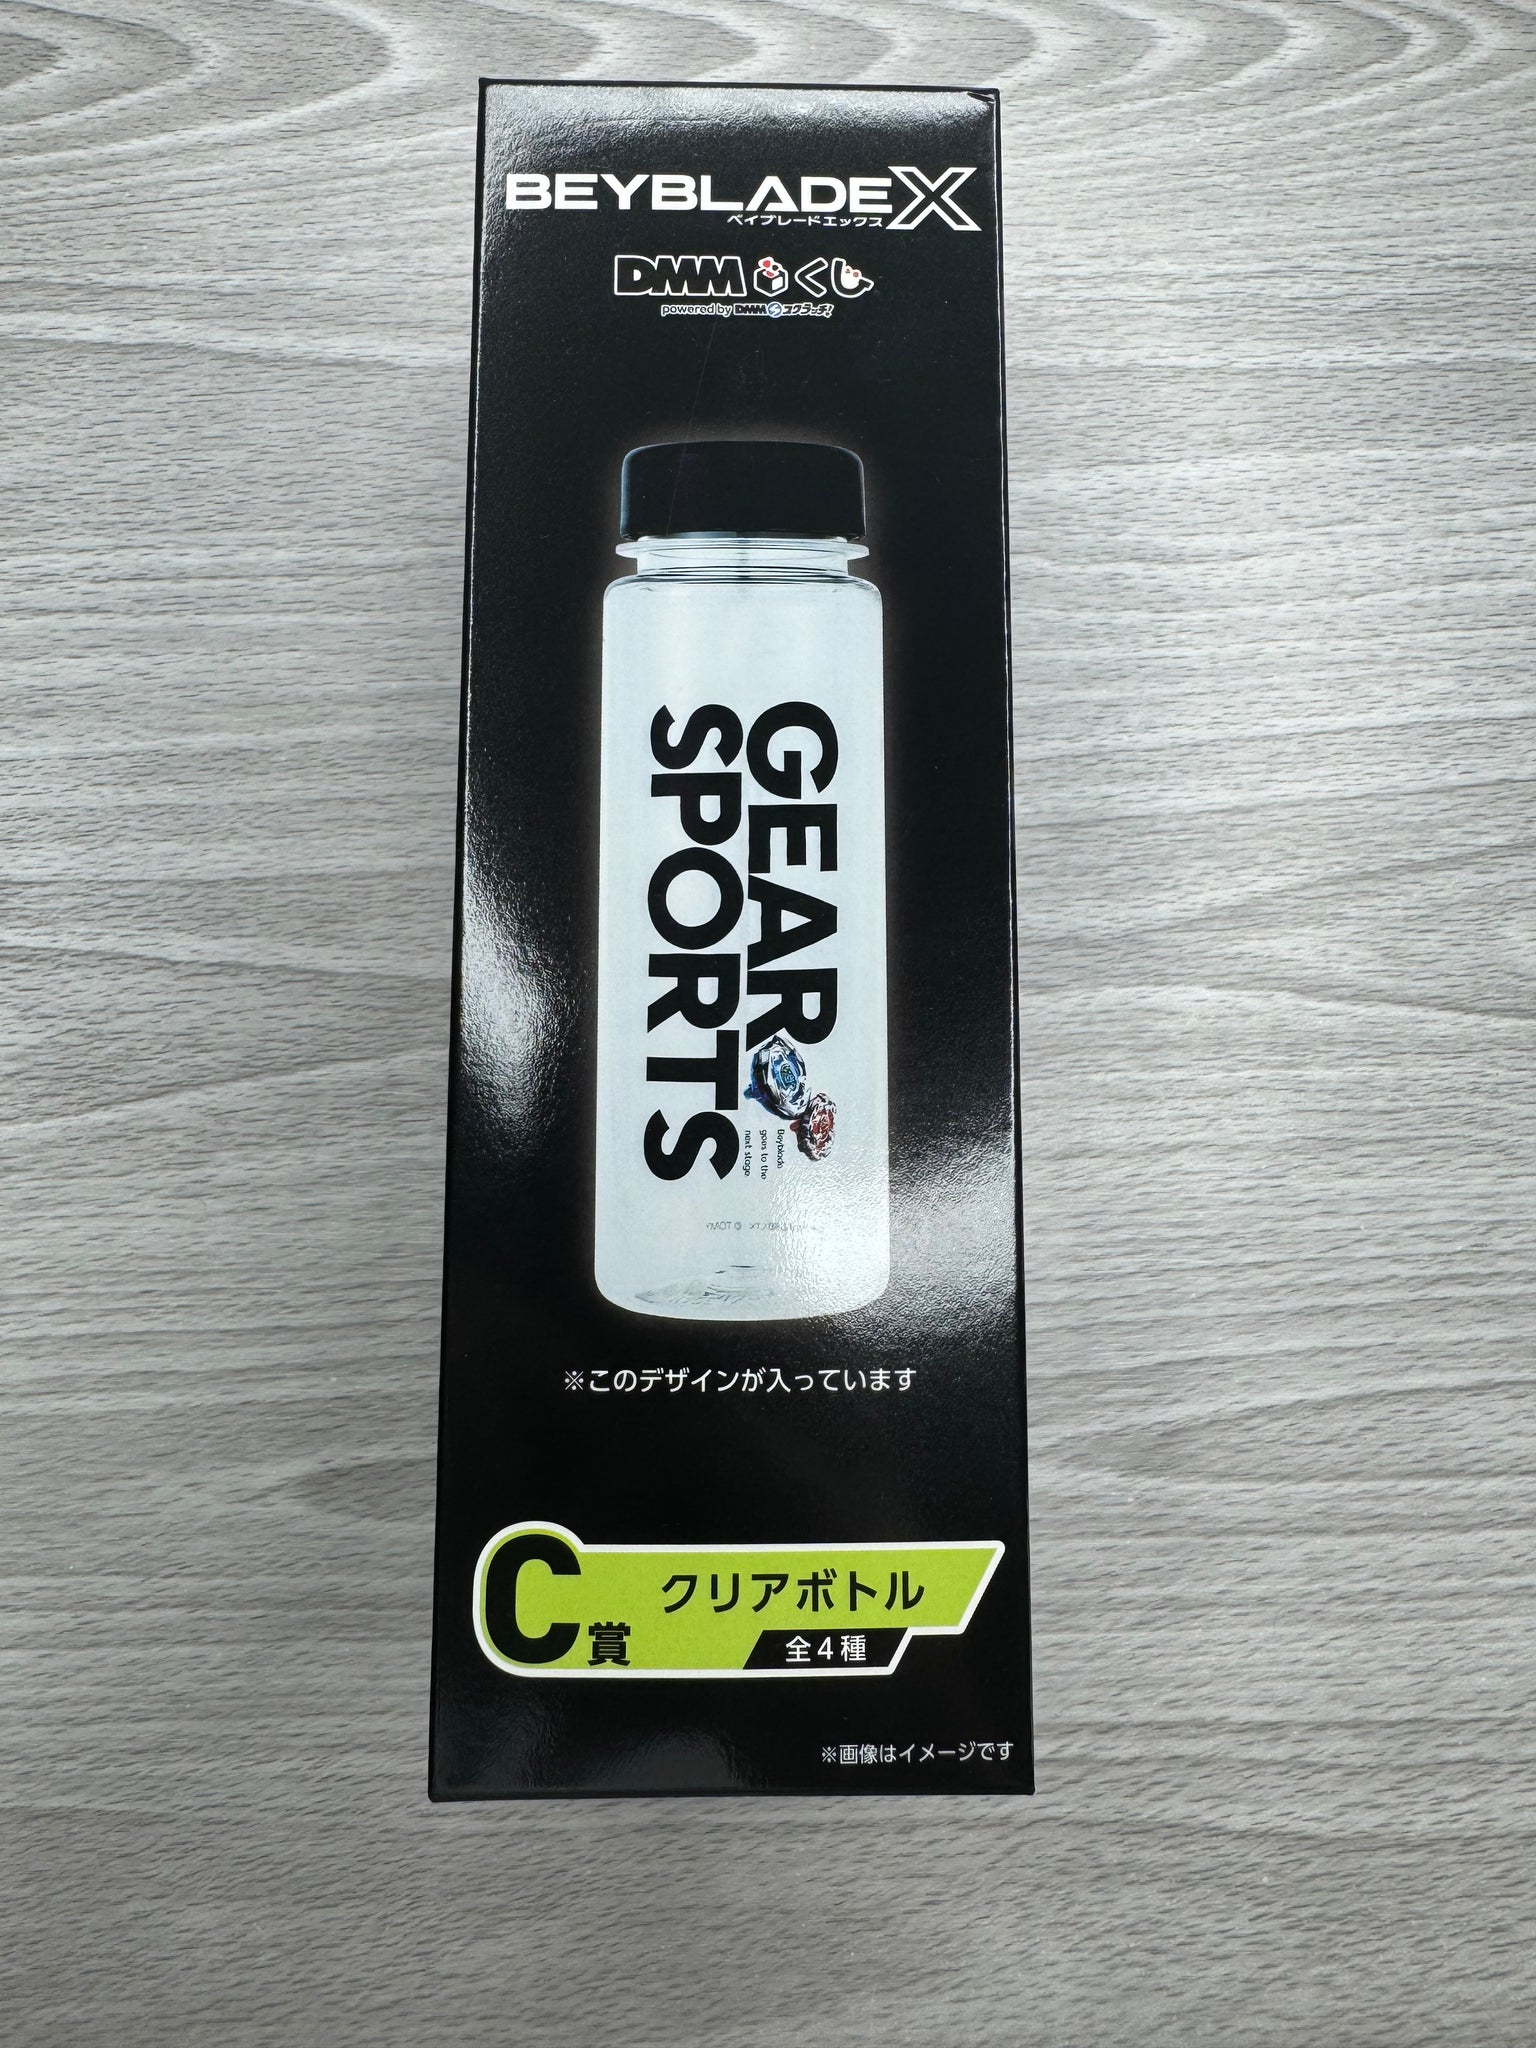 BEYBLADE X
ベイブレードエックス
DMMくじ
powered by DMMスクラッチ!
GEAR
SPORTS
Beyblade
goes to the
next stage.
※このデザインが入っています
C賞
クリアボトル
全4種
※画像はイメージです